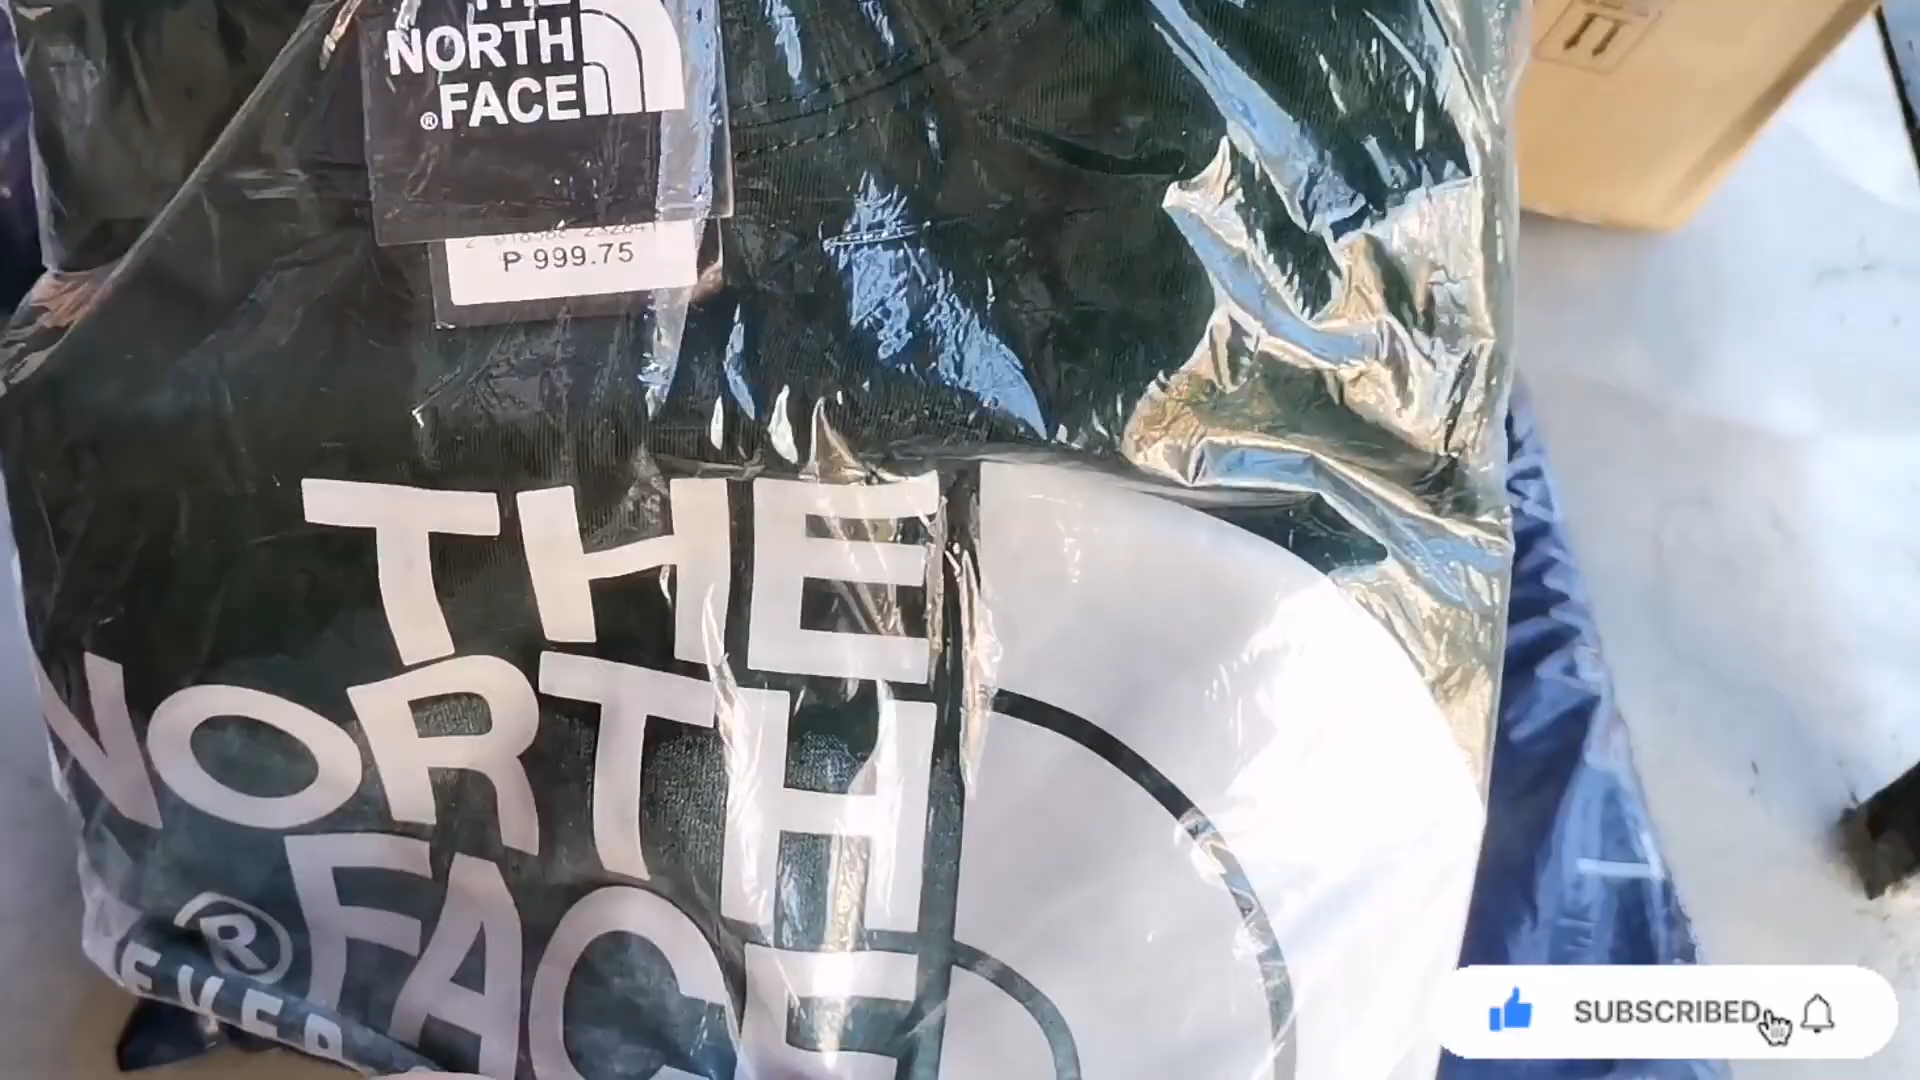 THE
NORTH
®FACE
₱ 999.75
THE
NORTH
®FACE
SUBSCRIBED